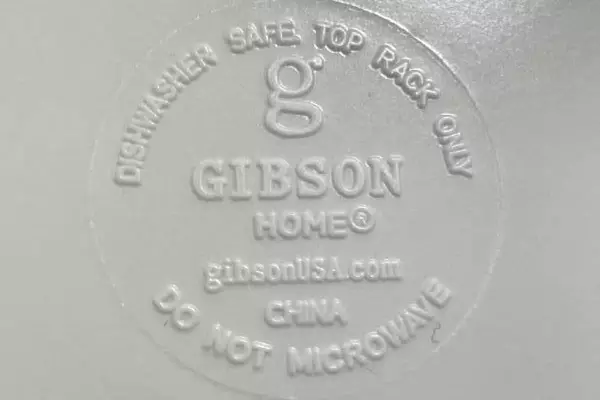 DISHWASHER SAFE. TOP RACK ONLY
g
GIBSON
HOME®
gibsonUSA.com
CHINA
DO NOT MICROWAVE